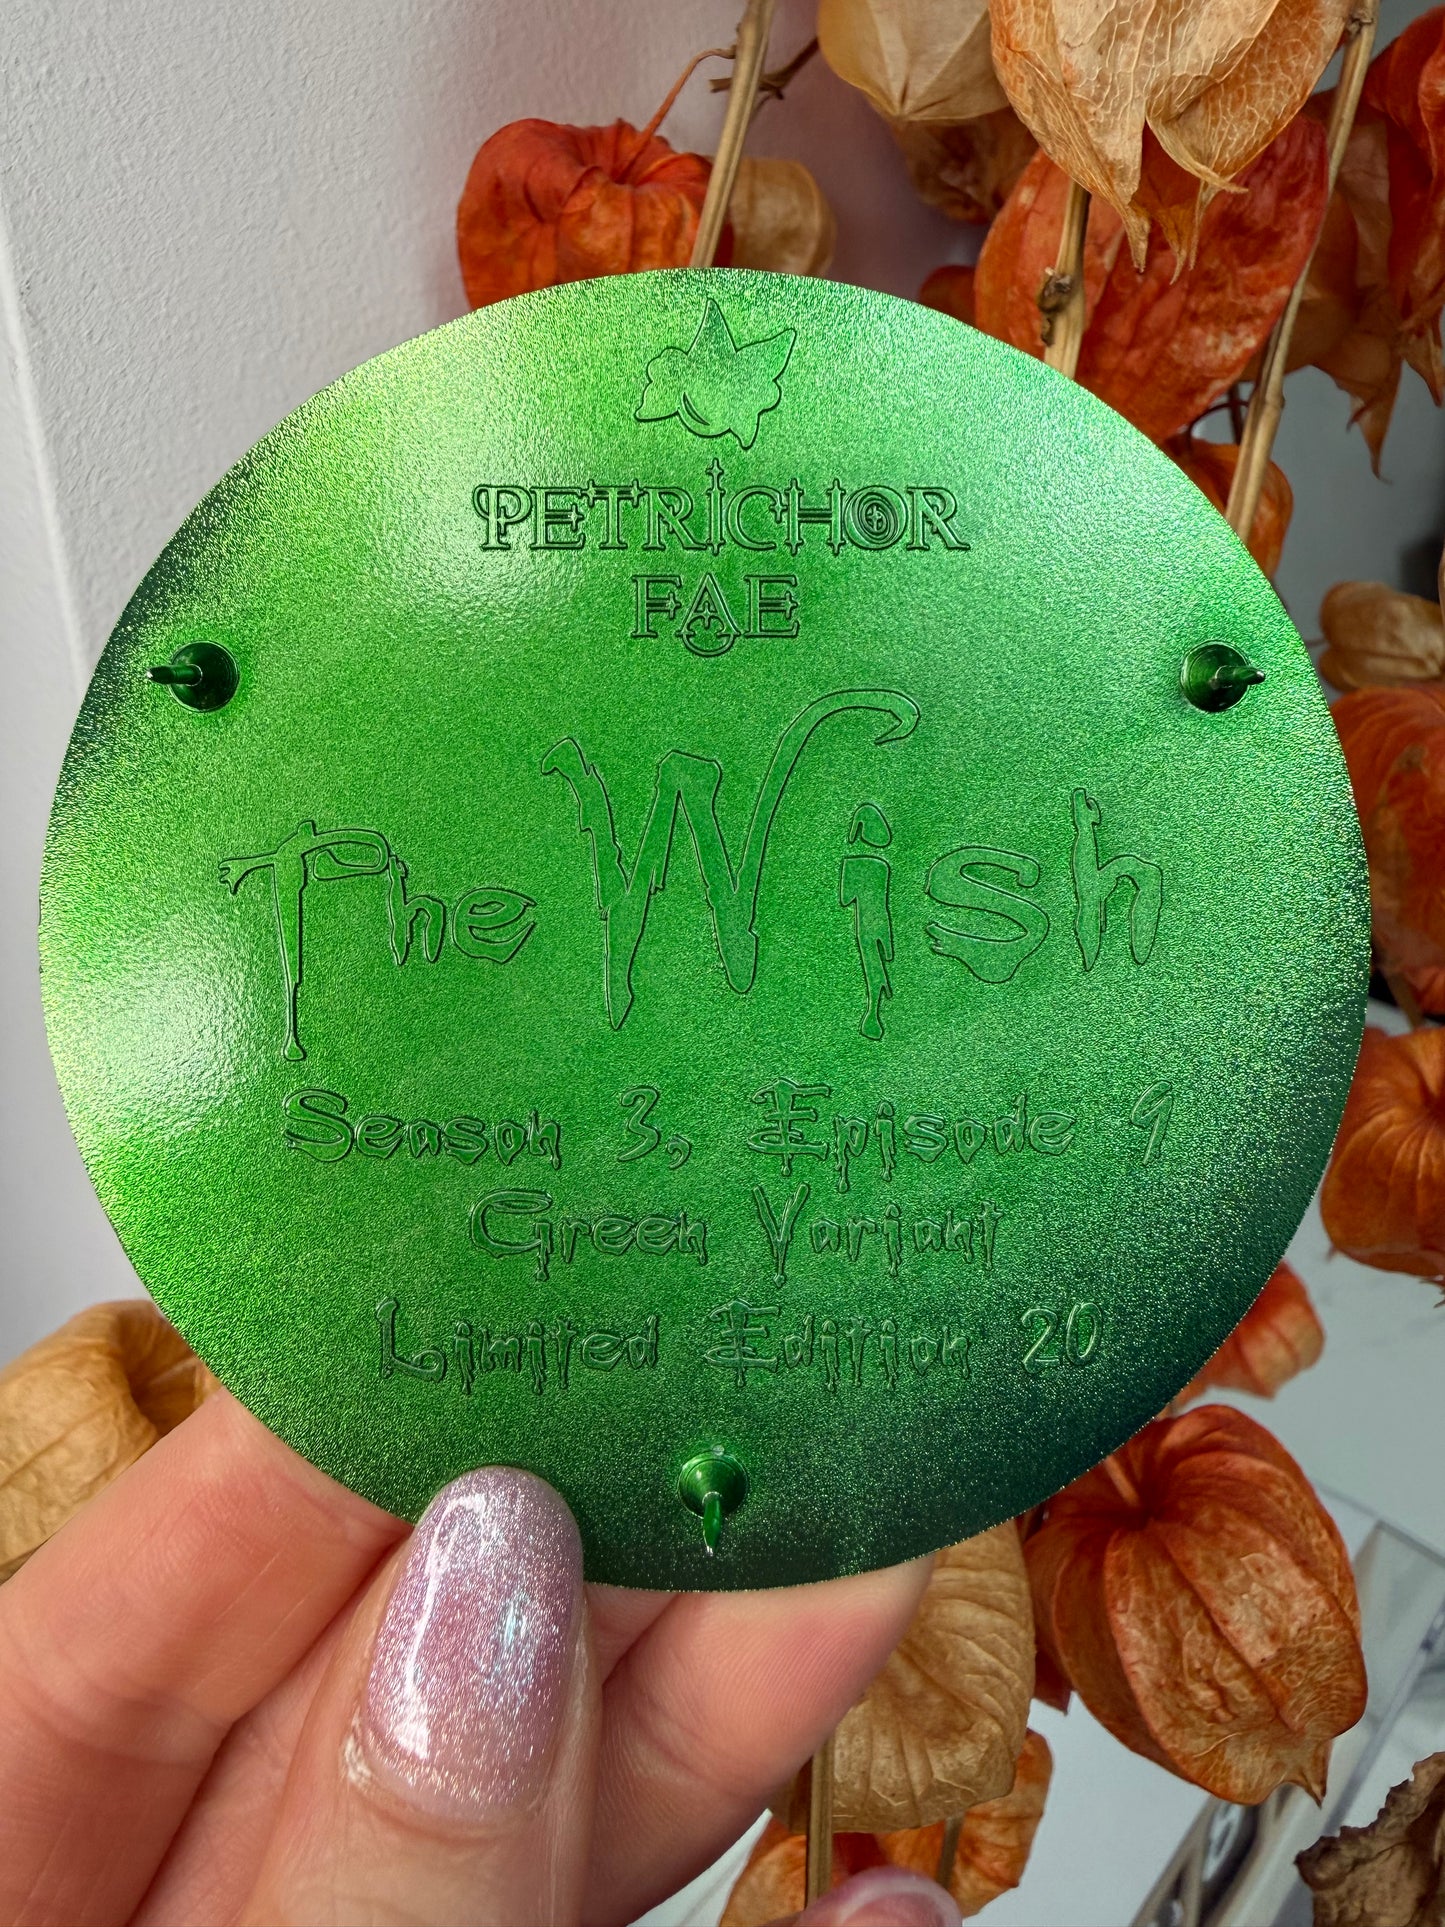 PETRICHOR
FAE
The Wish
Season 3, Episode 9
Green Variant
Limited Edition 20